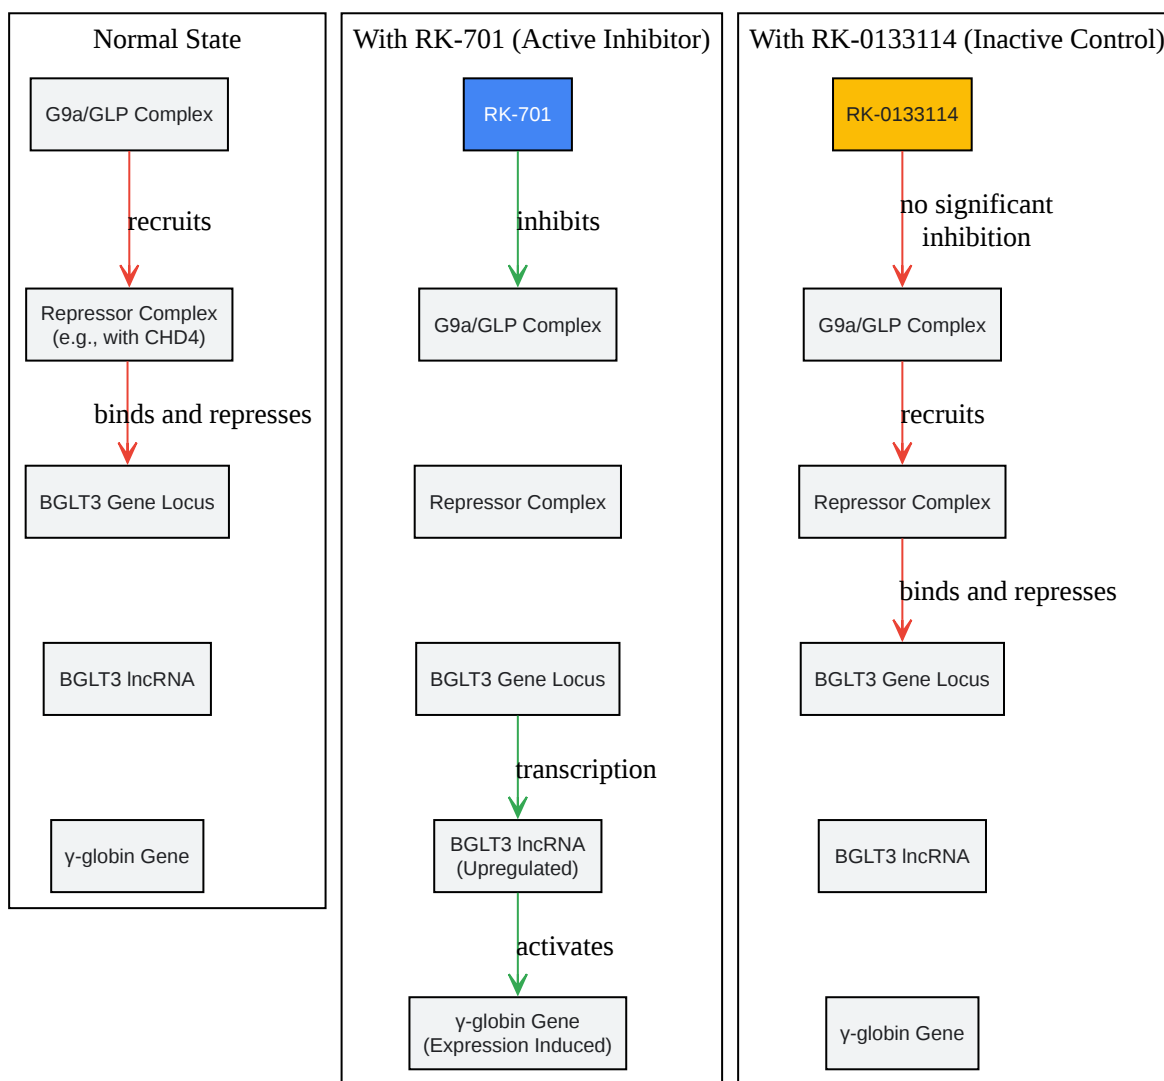 Normal State
G9a/GLP Complex
recruits
Repressor Complex
(e.g., with CHD4)
binds and represses
BGLT3 Gene Locus
BGLT3 lncRNA
γ-globin Gene
With RK-701 (Active Inhibitor)
RK-701
inhibits
G9a/GLP Complex
Repressor Complex
BGLT3 Gene Locus
transcription
BGLT3 lncRNA
(Upregulated)
activates
γ-globin Gene
(Expression Induced)
With RK-0133114 (Inactive Control)
RK-0133114
no significant
inhibition
G9a/GLP Complex
recruits
Repressor Complex
binds and represses
BGLT3 Gene Locus
BGLT3 lncRNA
γ-globin Gene